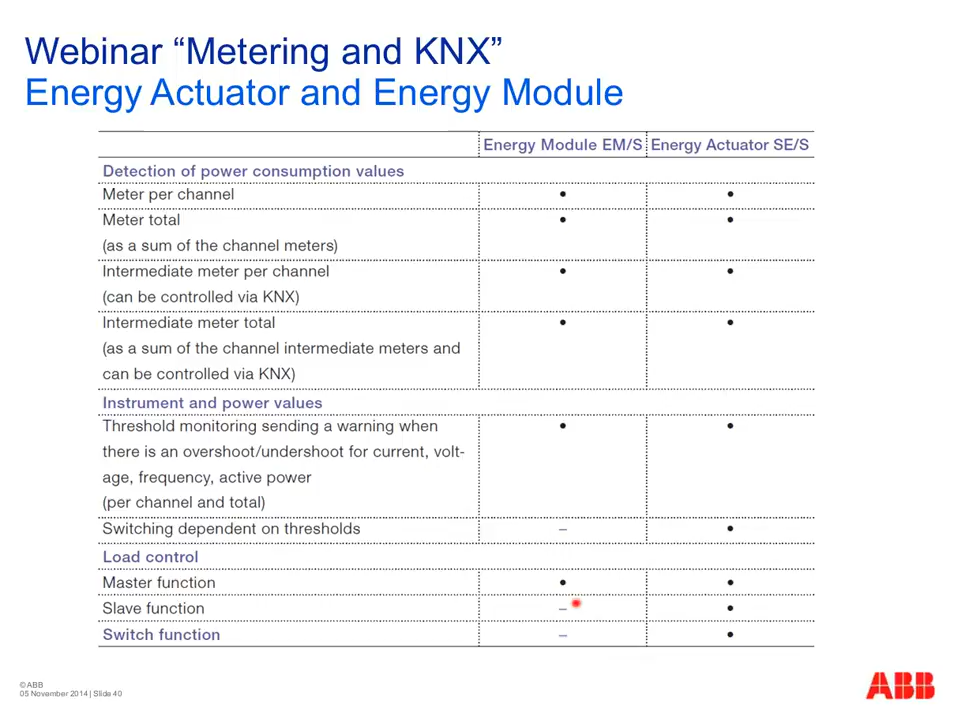 Webinar “Metering and KNX”
Energy Actuator and Energy Module
Energy Module EM/S Energy Actuator SE/S
Detection of power consumption values
Meter per channel • •
Meter total • •
(as a sum of the channel meters)
Intermediate meter per channel • •
(can be controlled via KNX)
Intermediate meter total • •
(as a sum of the channel intermediate meters and
can be controlled via KNX)
Instrument and power values
Threshold monitoring sending a warning when • •
there is an overshoot/undershoot for current, volt-
age, frequency, active power
(per channel and total)
Switching dependent on thresholds – •
Load control
Master function • •
Slave function – •
Switch function – •
© ABB
05 November 2014 | Slide 40
ABB